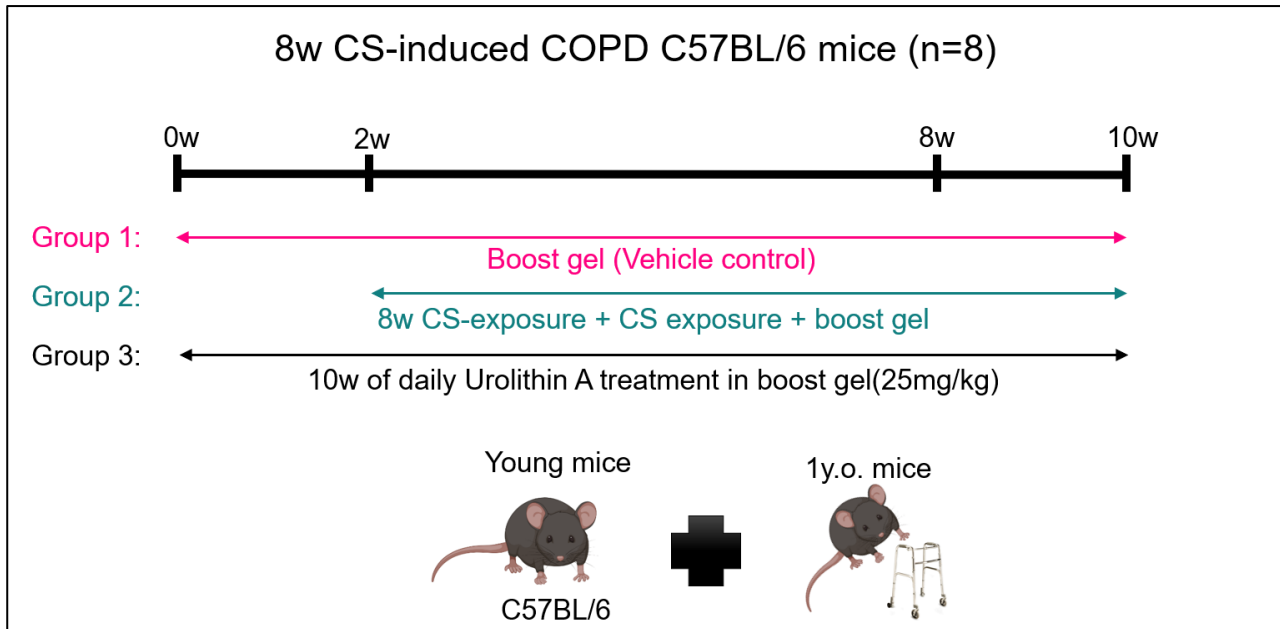 8w CS-induced COPD C57BL/6 mice (n=8)
0w 2w 8w 10w
Group 1:
Boost gel (Vehicle control)
Group 2:
8w CS-exposure + CS exposure + boost gel
Group 3:
10w of daily Urolithin A treatment in boost gel(25mg/kg)
Young mice
1y.o. mice
C57BL/6